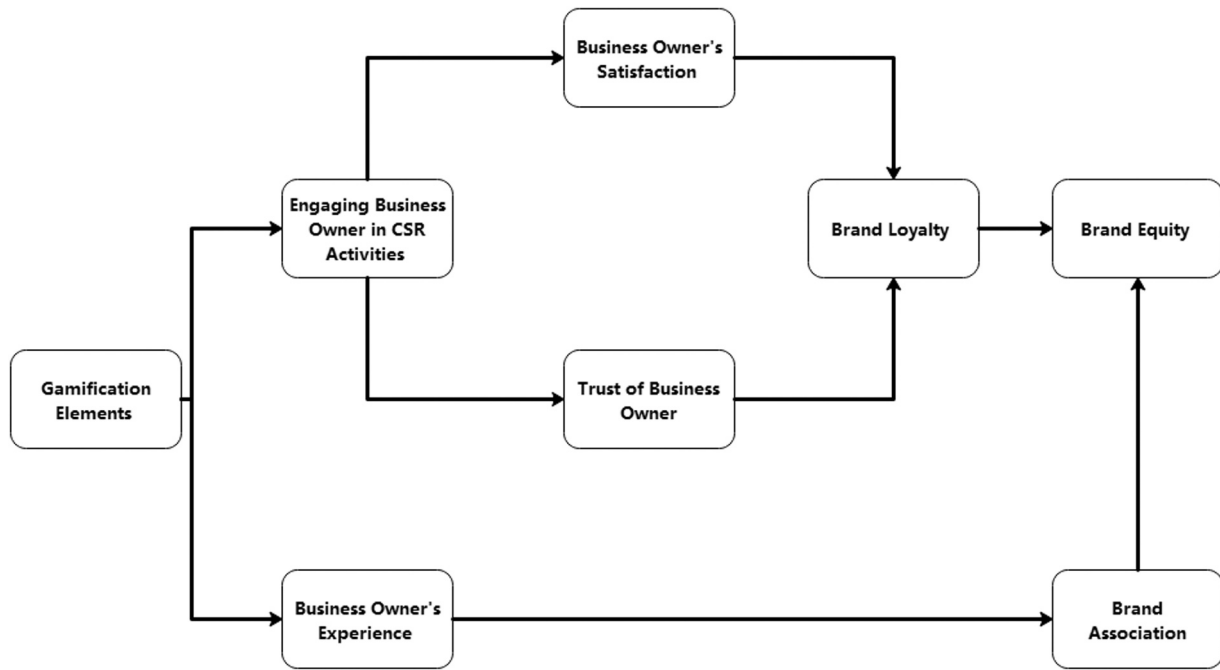 Business Owner's
Satisfaction
Engaging Business
Owner in CSR
Activities
Brand Loyalty
Brand Equity
Gamification
Elements
Trust of Business
Owner
Business Owner's
Experience
Brand
Association